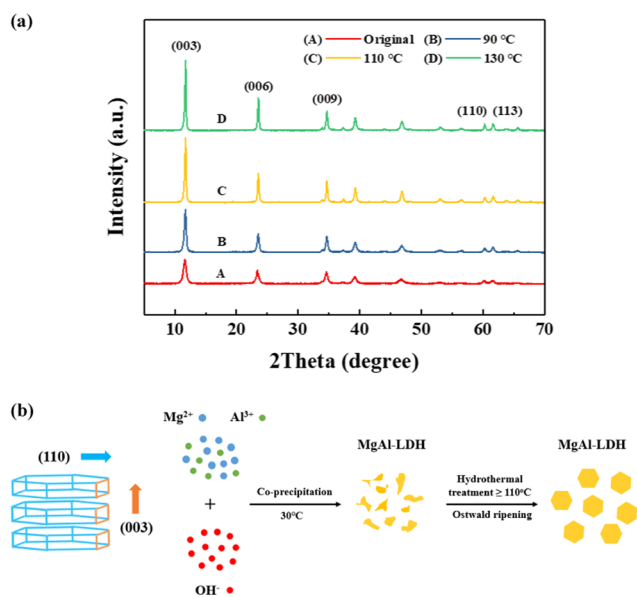 (a)
(A) Original (B) 90 °C
(C) 110 °C (D) 130 °C
(003)
(006)
(009)
(110) (113)
D
C
B
A
Intensity (a.u.)
10 20 30 40 50 60 70
2Theta (degree)
(b)
Mg²⁺ Al³⁺
(110)
(003)
+
OH⁻
Co-precipitation
30°C
MgAl-LDH
Hydrothermal
treatment ≥ 110°C
Ostwald ripening
MgAl-LDH